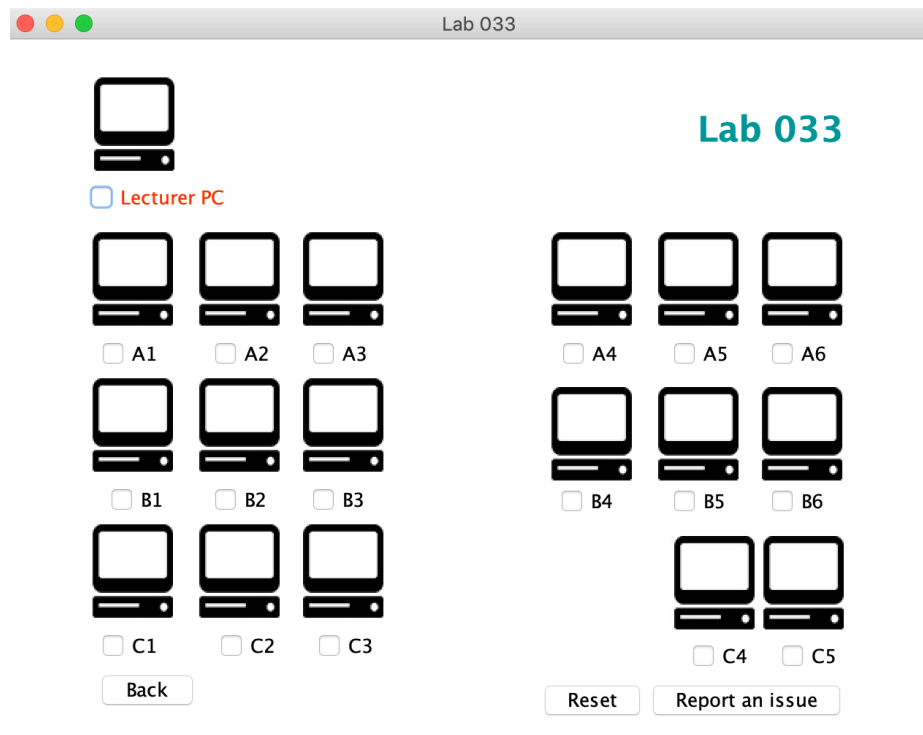 Lab 033
Lab 033
Lecturer PC
A1 A2 A3 A4 A5 A6
B1 B2 B3 B4 B5 B6
C1 C2 C3 C4 C5
Back Reset Report an issue